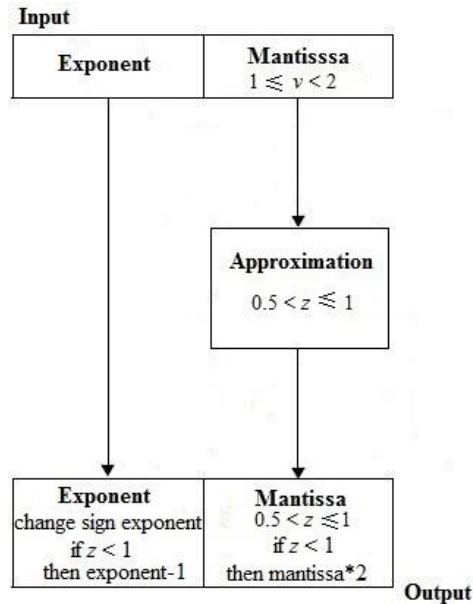 Input
Exponent
Mantisssa
1 ≤ v < 2
Approximation
0.5 < z ≤ 1
Exponent
change sign exponent
if z < 1
then exponent-1
Mantissa
0.5 < z ≤ 1
if z < 1
then mantissa*2
Output